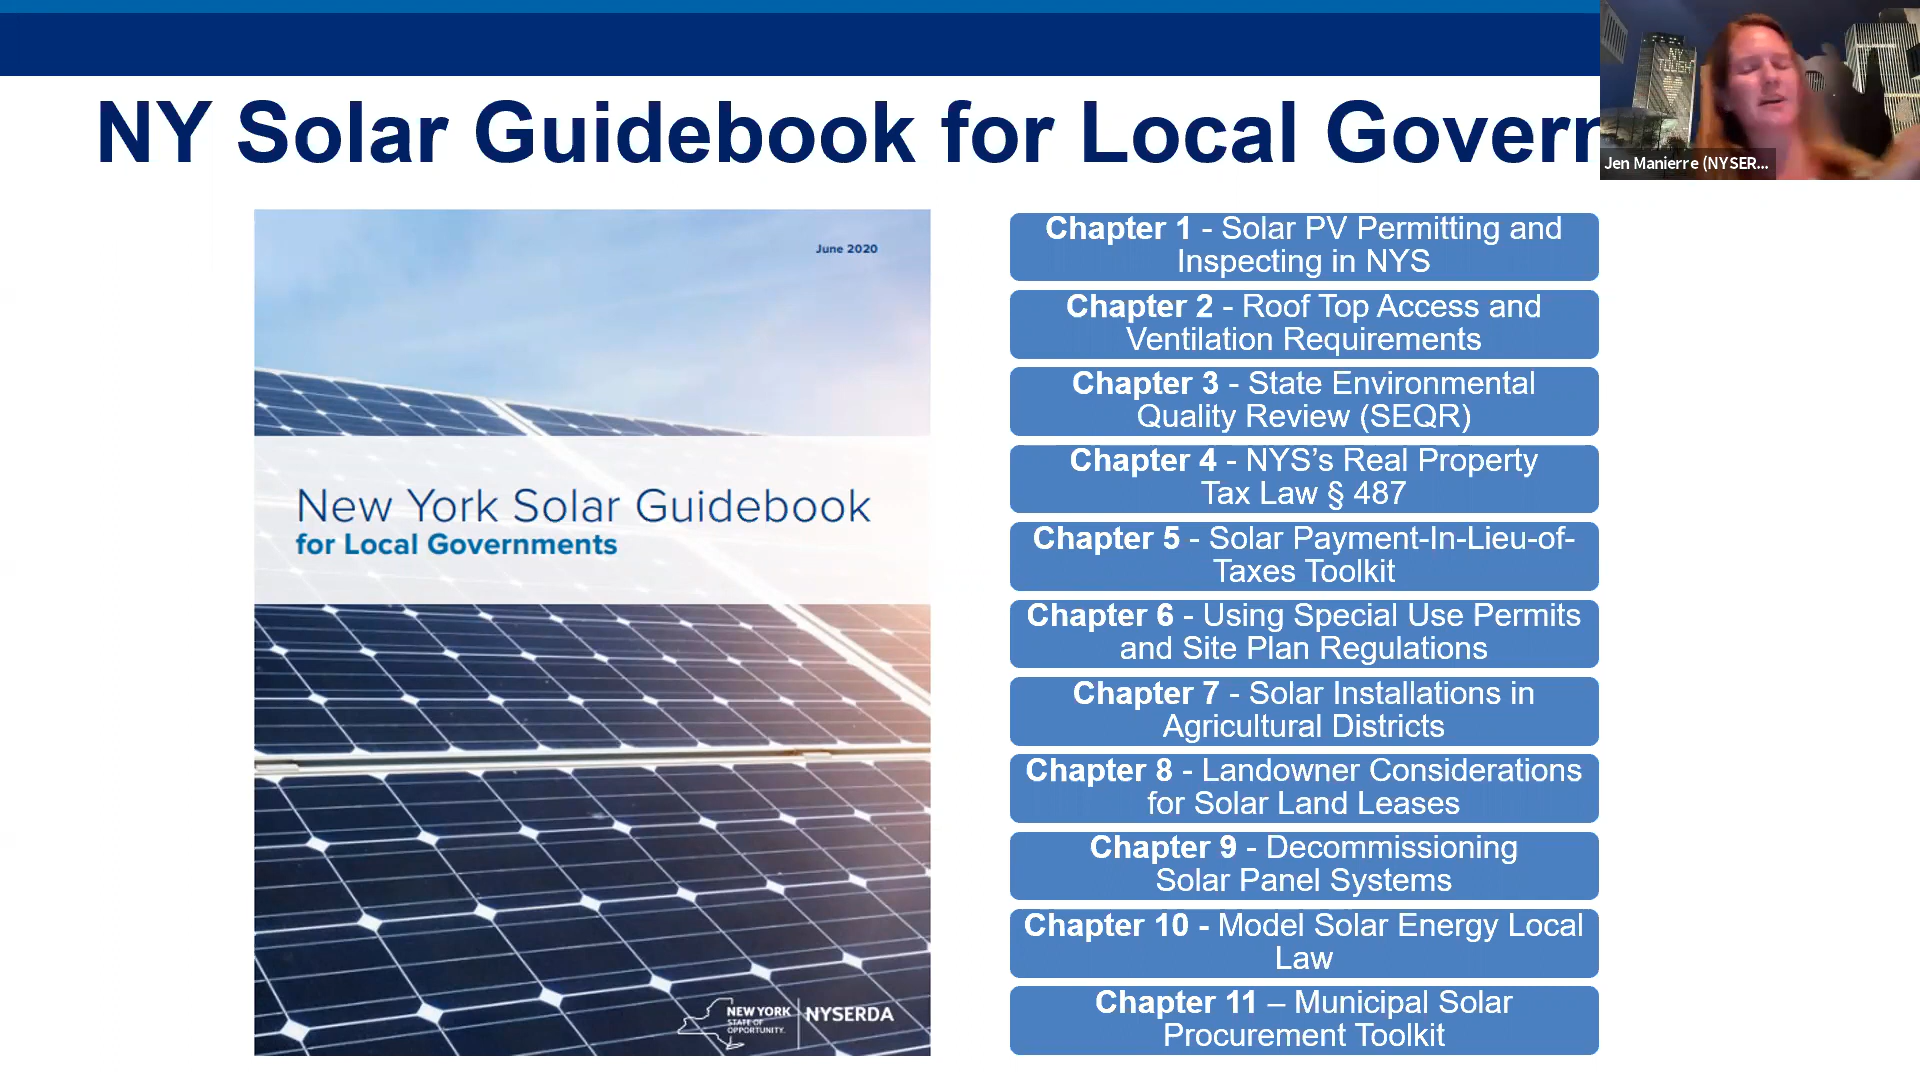 NY Solar Guidebook for Local Govern
NY
TOUGH
Jen Manierre (NYSER...
June 2020
New York Solar Guidebook
for Local Governments
NEW YORK
STATE OF
OPPORTUNITY.
NYSERDA
Chapter 1 - Solar PV Permitting and
Inspecting in NYS
Chapter 2 - Roof Top Access and
Ventilation Requirements
Chapter 3 - State Environmental
Quality Review (SEQR)
Chapter 4 - NYS’s Real Property
Tax Law § 487
Chapter 5 - Solar Payment-In-Lieu-of-
Taxes Toolkit
Chapter 6 - Using Special Use Permits
and Site Plan Regulations
Chapter 7 - Solar Installations in
Agricultural Districts
Chapter 8 - Landowner Considerations
for Solar Land Leases
Chapter 9 - Decommissioning
Solar Panel Systems
Chapter 10 - Model Solar Energy Local
Law
Chapter 11 – Municipal Solar
Procurement Toolkit